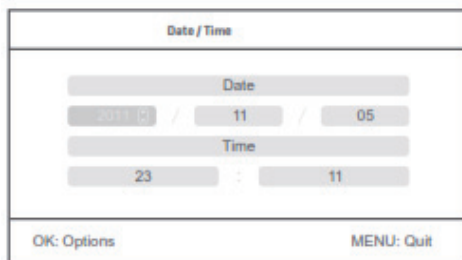 Date / Time
Date
2011 / 11 / 05
Time
23 : 11
OK: Options
MENU: Quit